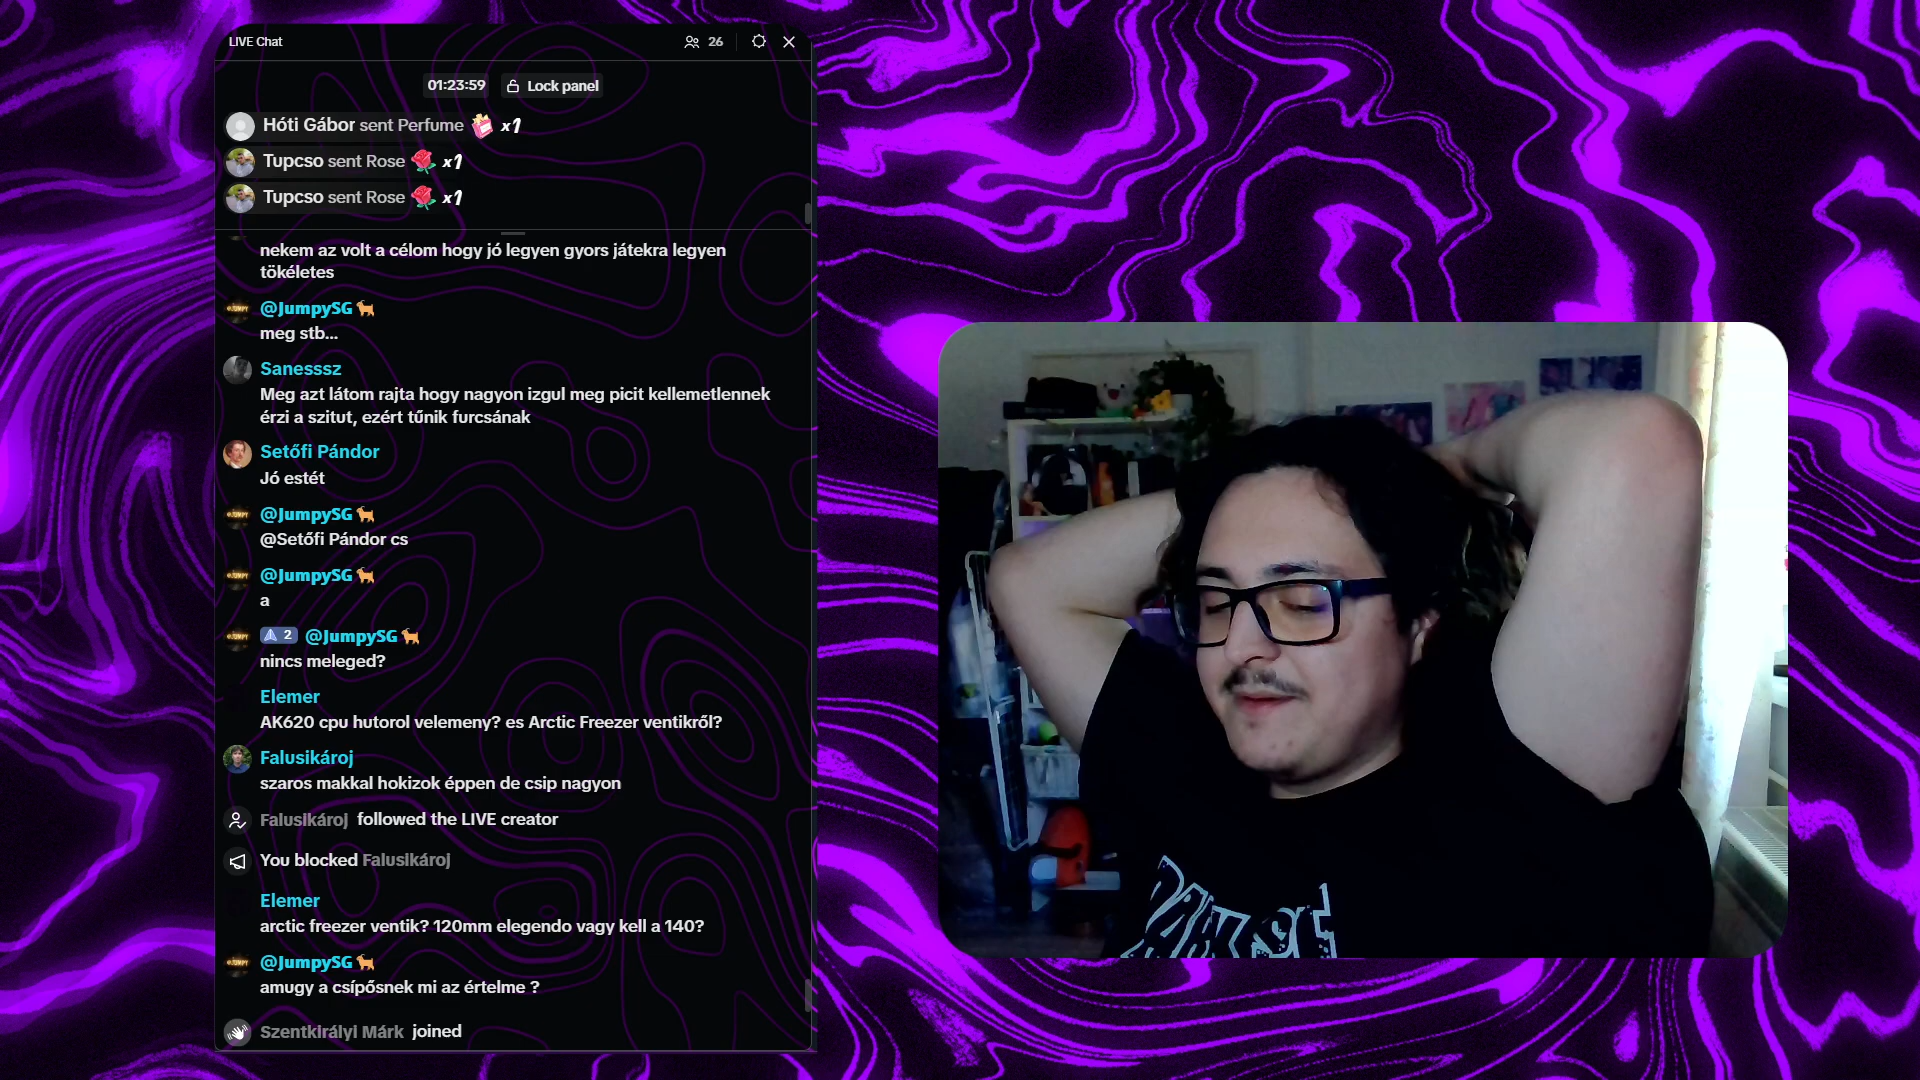 LIVE Chat
26
01:23:59
Lock panel
Hóti Gábor sent Perfume x1
Tupcso sent Rose x1
Tupcso sent Rose x1
nekem az volt a célom hogy jó legyen gyors játekra legyen
tökéletes
@JumpySG
meg stb...
Sanesssz
Meg azt látom rajta hogy nagyon izgul meg picit kellemetlennek
érzi a szitut, ezért tűnik furcsának
Setőfi Pándor
Jó estét
@JumpySG
@Setőfi Pándor cs
@JumpySG
a
2 @JumpySG
nincs meleged?
Elemer
AK620 cpu hutorol velemeny? es Arctic Freezer ventikről?
Falusikároj
szaros makkal hokizok éppen de csip nagyon
Falusikároj followed the LIVE creator
You blocked Falusikároj
Elemer
arctic freezer ventik? 120mm elegendo vagy kell a 140?
@JumpySG
amugy a csípősnek mi az értelme ?
Szentkirályi Márk joined